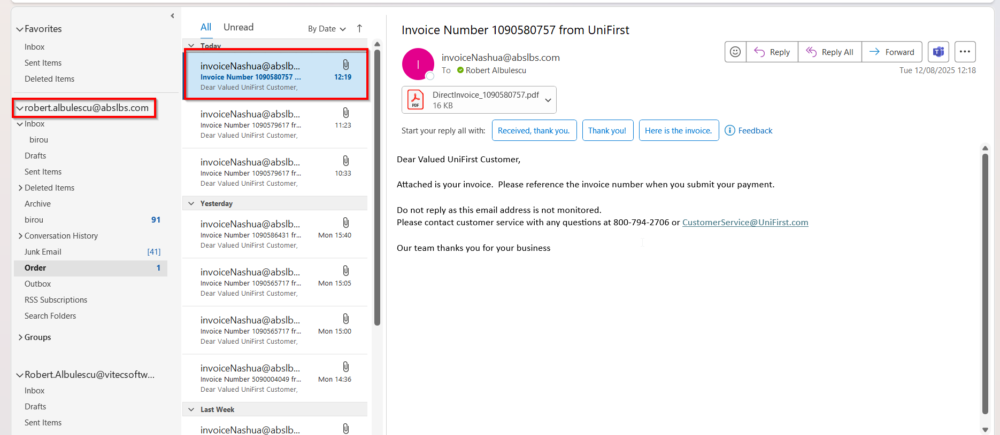 Favorites
Inbox
Sent Items
Deleted Items
robert.albulescu@abslbs.com
Inbox
birou
Drafts
Sent Items
Deleted Items
Archive
birou 91
Conversation History
Junk Email [41]
Order 1
Outbox
RSS Subscriptions
Search Folders
Groups
Robert.Albulescu@vitecsoftw...
Inbox
Drafts
Sent Items
All Unread By Date
Today
invoiceNashua@abslb...
Invoice Number 1090580757 ... 12:19
Dear Valued UniFirst Customer,
invoiceNashua@abslb...
Invoice Number 1090579617 fr... 11:23
Dear Valued UniFirst Customer,
invoiceNashua@abslb...
Invoice Number 1090579617 fr... 10:33
Dear Valued UniFirst Customer,
Yesterday
invoiceNashua@abslb...
Invoice Number 1090586431 fr... Mon 15:40
Dear Valued UniFirst Customer,
invoiceNashua@abslb...
Invoice Number 1090565717 fr... Mon 15:05
Dear Valued UniFirst Customer,
invoiceNashua@abslb...
Invoice Number 1090565717 fr... Mon 15:00
Dear Valued UniFirst Customer,
invoiceNashua@abslb...
Invoice Number 5090004049 fr... Mon 14:36
Dear Valued UniFirst Customer,
Last Week
invoiceNashua@abslb...
Invoice Number 1090580757 from UniFirst
I
invoiceNashua@abslbs.com
To Robert Albulescu
Reply Reply All Forward
Tue 12/08/2025 12:18
PDF
DirectInvoice_1090580757.pdf
16 KB
Start your reply all with: Received, thank you. Thank you! Here is the invoice. Feedback
Dear Valued UniFirst Customer,
Attached is your invoice.  Please reference the invoice number when you submit your payment.
Do not reply as this email address is not monitored.
Please contact customer service with any questions at 800-794-2706 or CustomerService@UniFirst.com
Our team thanks you for your business